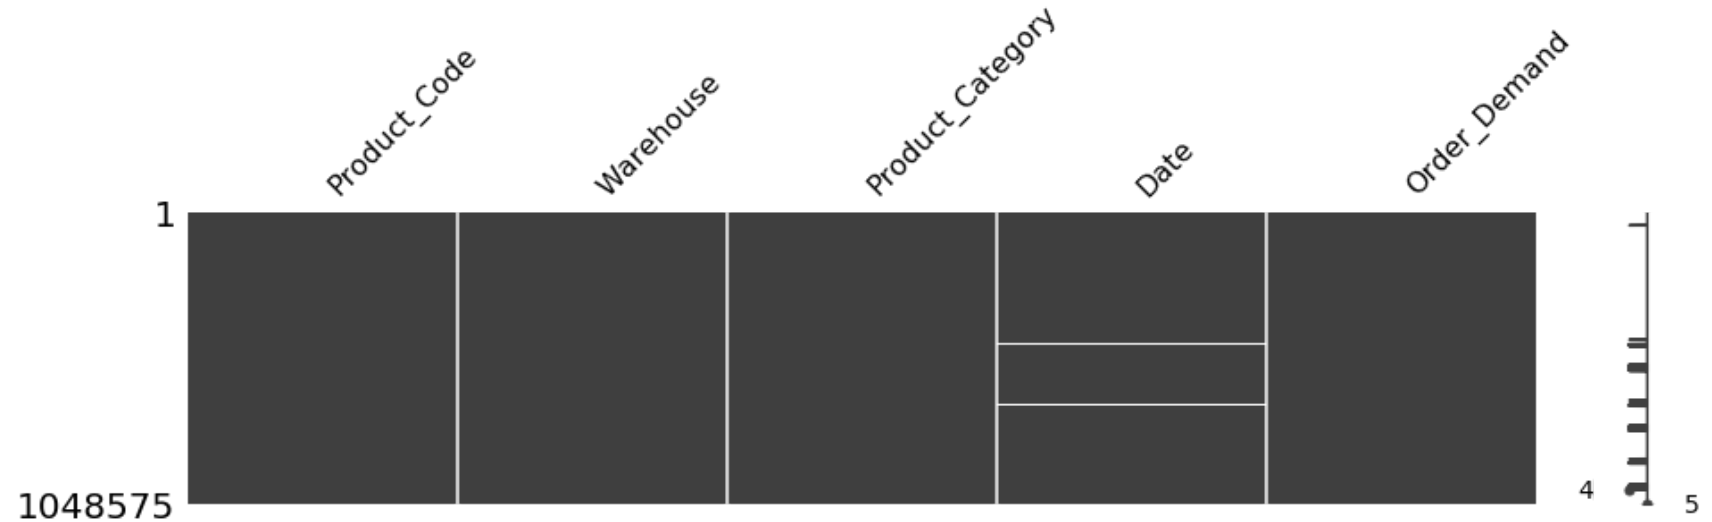 Product_Code
Warehouse
Product_Category
Date
Order_Demand
1
1048575
4
5